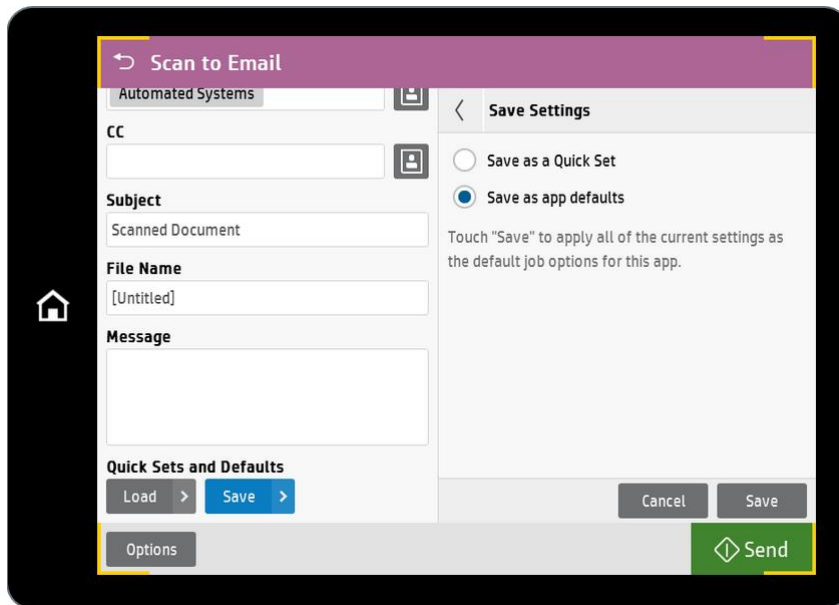 Scan to Email
Automated Systems
CC
Subject
Scanned Document
File Name
[Untitled]
Message
Quick Sets and Defaults
Load
Save
Save Settings
Save as a Quick Set
Save as app defaults
Touch "Save" to apply all of the current settings as
the default job options for this app.
Cancel
Save
Options
Send